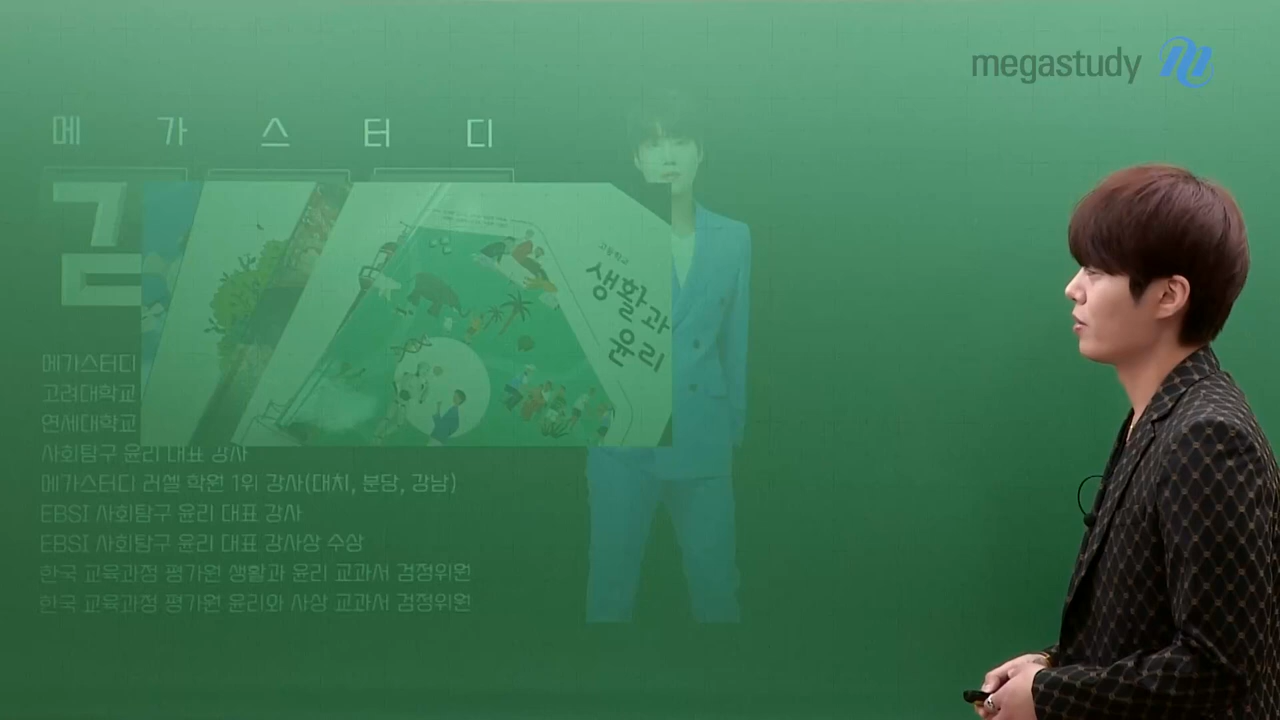 megastudy
메 가 스 터 디
김
고등학교
생활과
윤리
메가스터디
고려대학교
연세대학교
사회탐구 윤리 대표 강사
메가스터디 러셀 학원 1위 강사(대치, 분당, 강남)
EBSI 사회탐구 윤리 대표 강사
EBSI 사회탐구 윤리 대표 강사상 수상
한국 교육과정 평가원 생활과 윤리 교과서 검정위원
한국 교육과정 평가원 윤리와 사상 교과서 검정위원